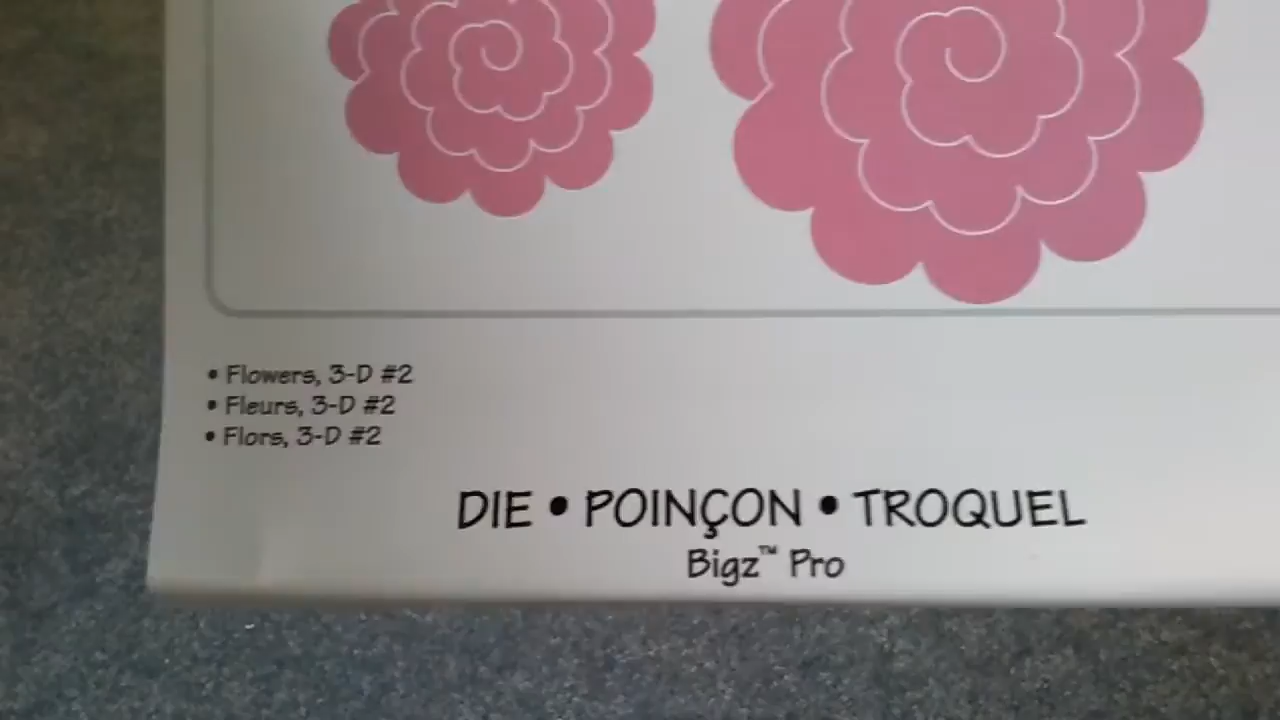 • Flowers, 3-D #2
• Fleurs, 3-D #2
• Flors, 3-D #2
DIE • POINÇON • TROQUEL
Bigz™ Pro